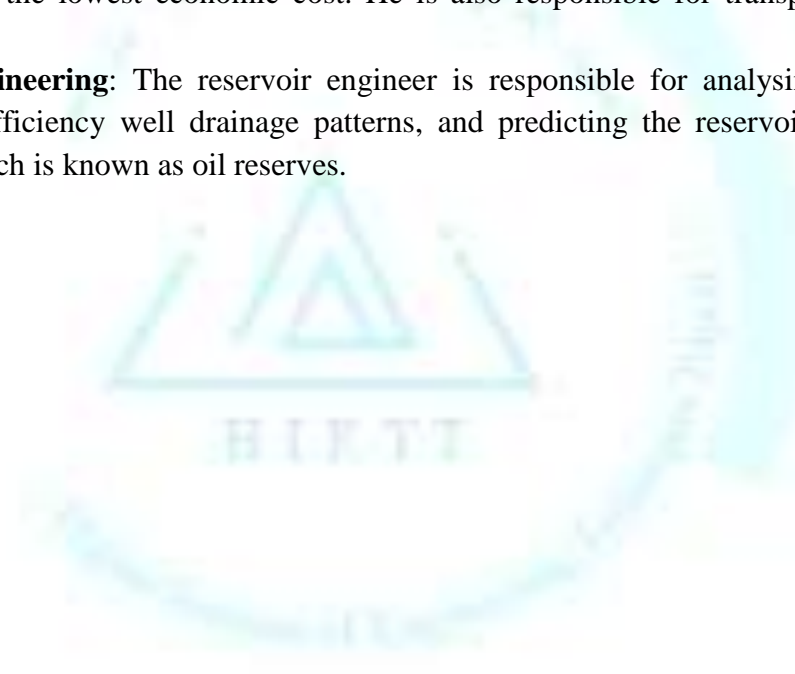 the lowest economic cost. He is also responsible for transp
ineering: The reservoir engineer is responsible for analysi
fficiency well drainage patterns, and predicting the reservoi
ch is known as oil reserves.
H I E T T